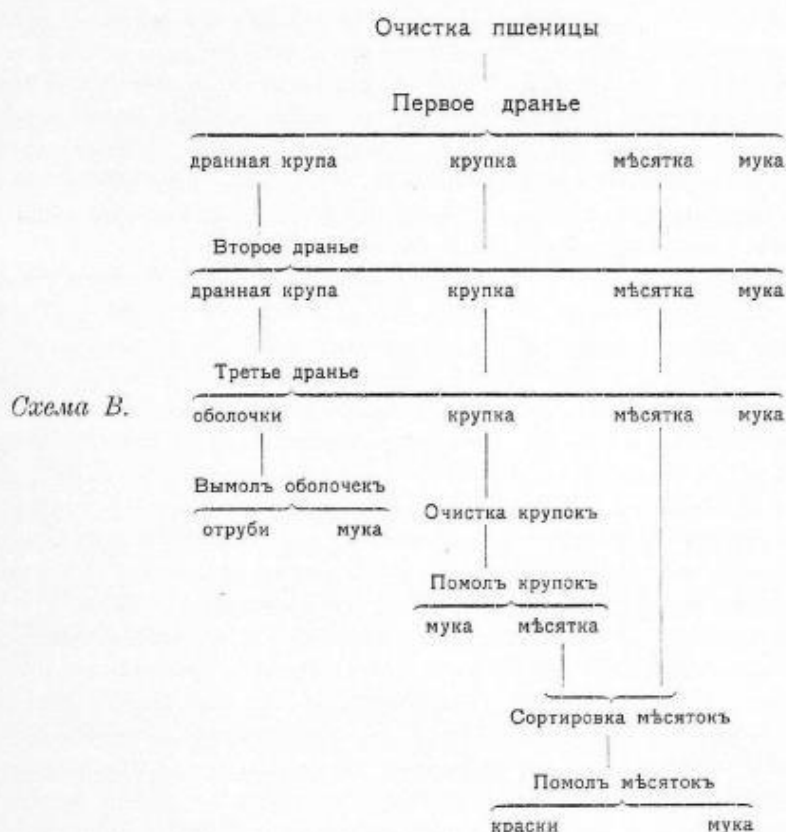 Очистка пшеницы
Первое дранье
дранная крупа крупка мѣсятка мука
Второе дранье
дранная крупа крупка мѣсятка мука
Третье дранье
Схема В.
оболочки крупка мѣсятка мука
Вымолъ оболочекъ
Очистка крупокъ
отруби мука
Помолъ крупокъ
мука мѣсятка
Сортировка мѣсятокъ
Помолъ мѣсятокъ
краски мука